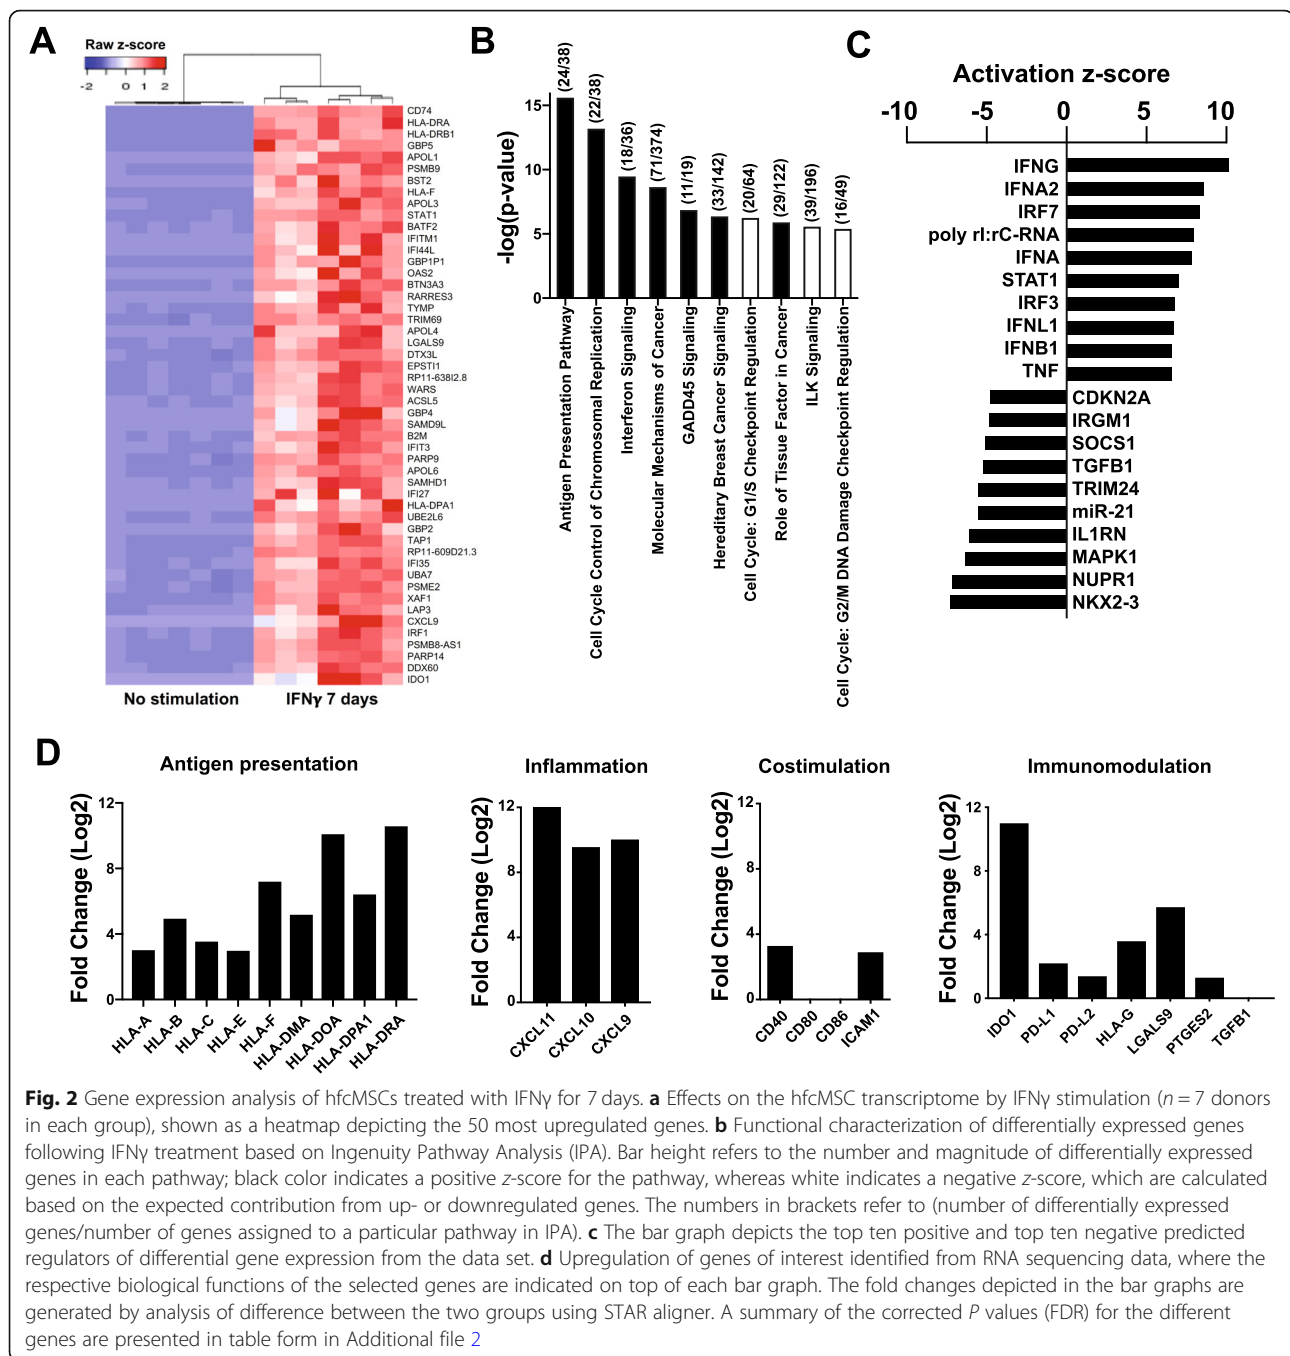 A
Raw z-score
-2 0 1 2
CD74
HLA-DRA
HLA-DRB1
GBP5
APOL1
PSMB9
BST2
HLA-F
APOL3
STAT1
BATF2
IFITM1
IFI44L
GBP1P1
OAS2
BTN3A3
RARRES3
TYMP
TRIM69
APOL4
LGALS9
DTX3L
EPSTI1
RP11-638I2.8
WARS
ACSL5
GBP4
SAMD9L
B2M
IFIT3
PARP9
APOL6
SAMHD1
IFI27
HLA-DPA1
UBE2L6
GBP2
TAP1
RP11-609D21.3
IFI35
UBA7
PSME2
XAF1
LAP3
CXCL9
IRF1
PSMB8-AS1
PARP14
DDX60
IDO1
No stimulation
IFNγ 7 days
B
-log(p-value)
15
10
5
0
(24/38)
(22/38)
(18/36)
(71/374)
(11/19)
(33/142)
(20/64)
(29/122)
(39/196)
(16/49)
Antigen Presentation Pathway
Cell Cycle Control of Chromosomal Replication
Interferon Signaling
Molecular Mechanisms of Cancer
GADD45 Signaling
Hereditary Breast Cancer Signaling
Cell Cycle: G1/S Checkpoint Regulation
Role of Tissue Factor in Cancer
ILK Signaling
Cell Cycle: G2/M DNA Damage Checkpoint Regulation
C
Activation z-score
-10 -5 0 5 10
IFNG
IFNA2
IRF7
poly rI:rC-RNA
IFNA
STAT1
IRF3
IFNL1
IFNB1
TNF
CDKN2A
IRGM1
SOCS1
TGFB1
TRIM24
miR-21
IL1RN
MAPK1
NUPR1
NKX2-3
D
Antigen presentation
Fold Change (Log2)
12
8
4
0
HLA-A
HLA-B
HLA-C
HLA-E
HLA-F
HLA-DMA
HLA-DOA
HLA-DPA1
HLA-DRA
Inflammation
Fold Change (Log2)
12
8
4
0
CXCL11
CXCL10
CXCL9
Costimulation
Fold Change (Log2)
12
8
4
0
CD40
CD80
CD86
ICAM1
Immunomodulation
Fold Change (Log2)
12
8
4
0
IDO1
PD-L1
PD-L2
HLA-G
LGALS9
PTGES2
TGFB1
Fig. 2 Gene expression analysis of hfcMSCs treated with IFNγ for 7 days. a Effects on the hfcMSC transcriptome by IFNγ stimulation (n = 7 donors
in each group), shown as a heatmap depicting the 50 most upregulated genes. b Functional characterization of differentially expressed genes
following IFNγ treatment based on Ingenuity Pathway Analysis (IPA). Bar height refers to the number and magnitude of differentially expressed
genes in each pathway; black color indicates a positive z-score for the pathway, whereas white indicates a negative z-score, which are calculated
based on the expected contribution from up- or downregulated genes. The numbers in brackets refer to (number of differentially expressed
genes/number of genes assigned to a particular pathway in IPA). c The bar graph depicts the top ten positive and top ten negative predicted
regulators of differential gene expression from the data set. d Upregulation of genes of interest identified from RNA sequencing data, where the
respective biological functions of the selected genes are indicated on top of each bar graph. The fold changes depicted in the bar graphs are
generated by analysis of difference between the two groups using STAR aligner. A summary of the corrected P values (FDR) for the different
genes are presented in table form in Additional file 2